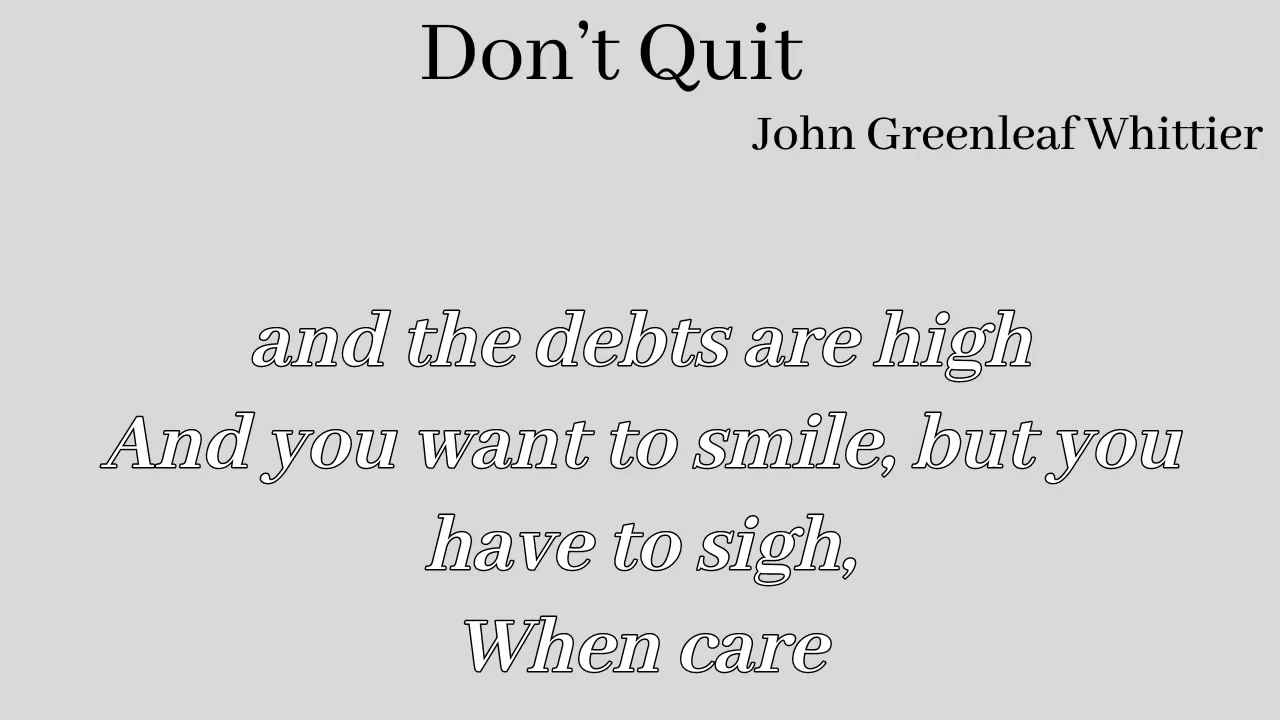 Don’t Quit
John Greenleaf Whittier
and the debts are high
And you want to smile, but you
have to sigh,
When care